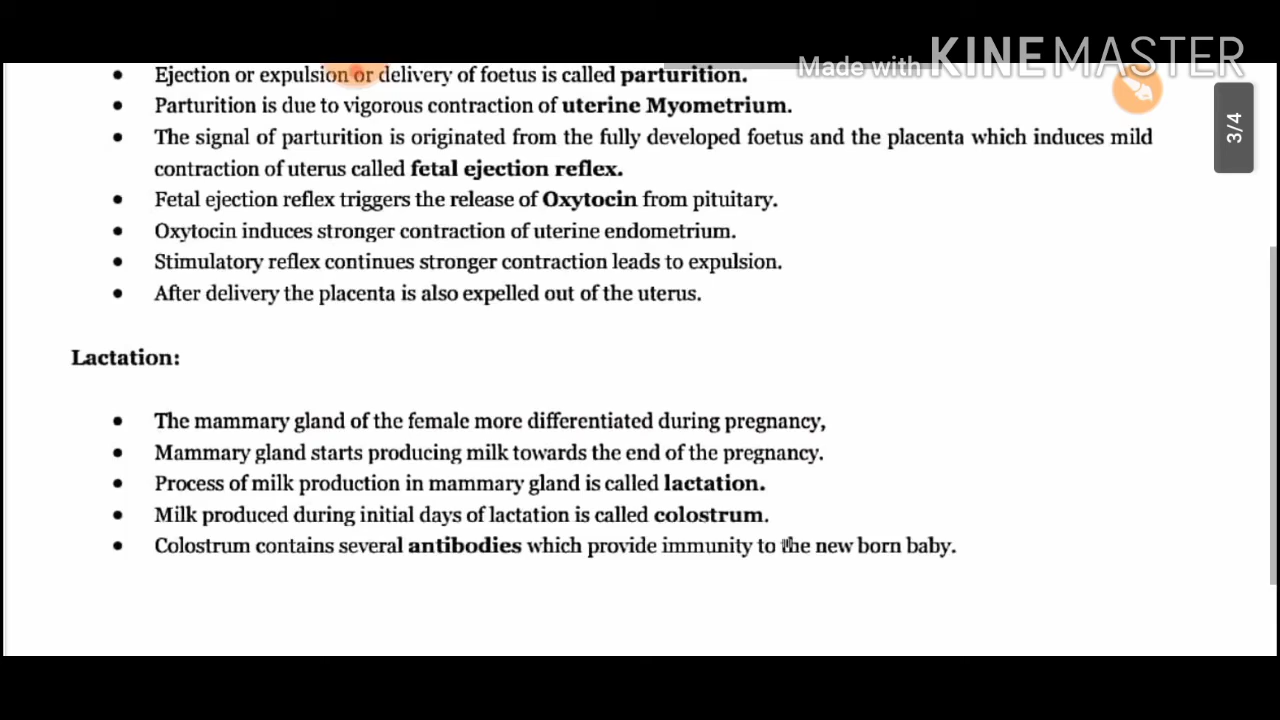 Made with KINEMASTER
• Ejection or expulsion or delivery of foetus is called parturition.
• Parturition is due to vigorous contraction of uterine Myometrium.
3/4
• The signal of parturition is originated from the fully developed foetus and the placenta which induces mild
contraction of uterus called fetal ejection reflex.
• Fetal ejection reflex triggers the release of Oxytocin from pituitary.
• Oxytocin induces stronger contraction of uterine endometrium.
• Stimulatory reflex continues stronger contraction leads to expulsion.
• After delivery the placenta is also expelled out of the uterus.
Lactation:
• The mammary gland of the female more differentiated during pregnancy,
• Mammary gland starts producing milk towards the end of the pregnancy.
• Process of milk production in mammary gland is called lactation.
• Milk produced during initial days of lactation is called colostrum.
• Colostrum contains several antibodies which provide immunity to the new born baby.